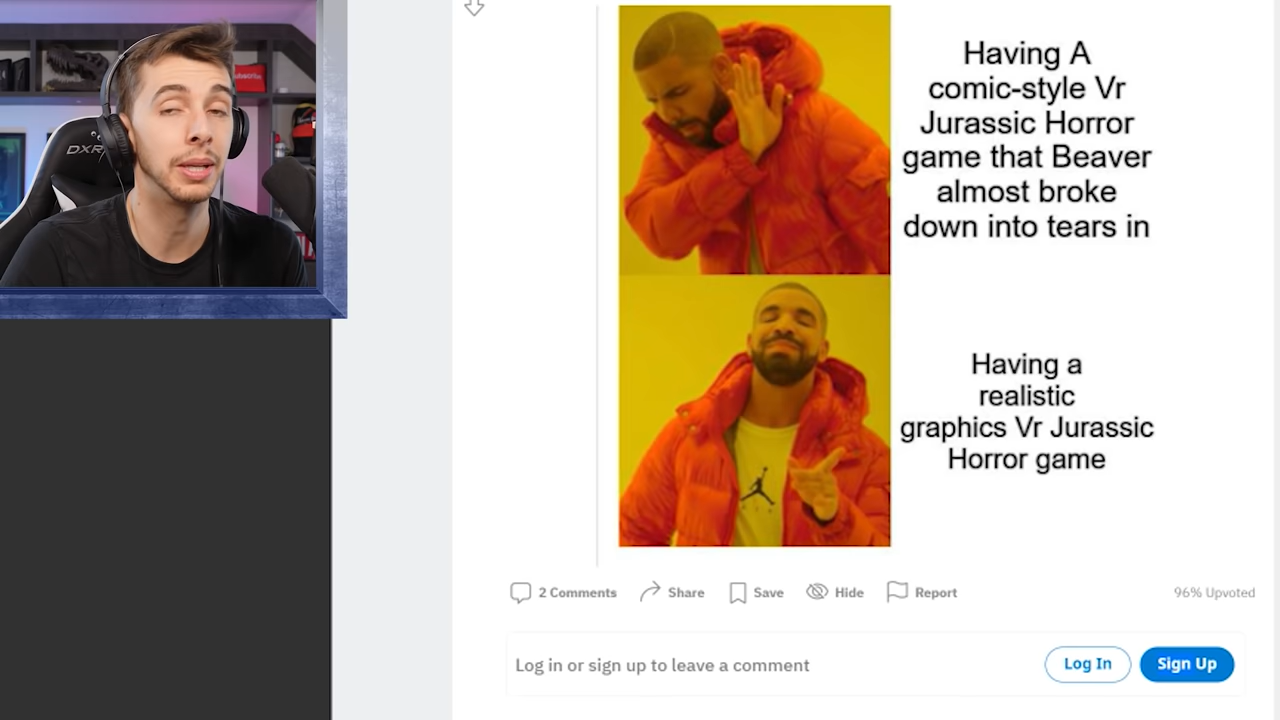 Subscribe
DXR
Having A
comic-style Vr
Jurassic Horror
game that Beaver
almost broke
down into tears in
Having a
realistic
graphics Vr Jurassic
Horror game
2 Comments Share Save Hide Report 96% Upvoted
Log in or sign up to leave a comment Log In Sign Up